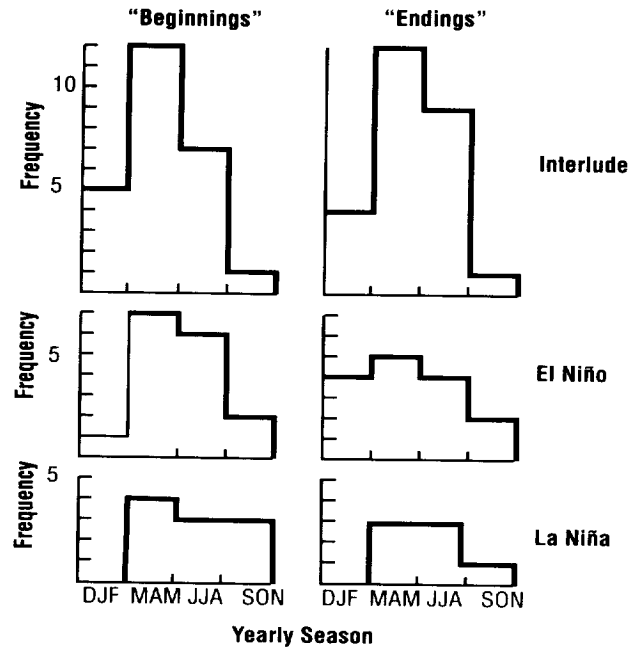 “Beginnings” “Endings”
10
5
Frequency
Interlude
5
Frequency
El Niño
5
Frequency
La Niña
DJF MAM JJA SON DJF MAM JJA SON
Yearly Season